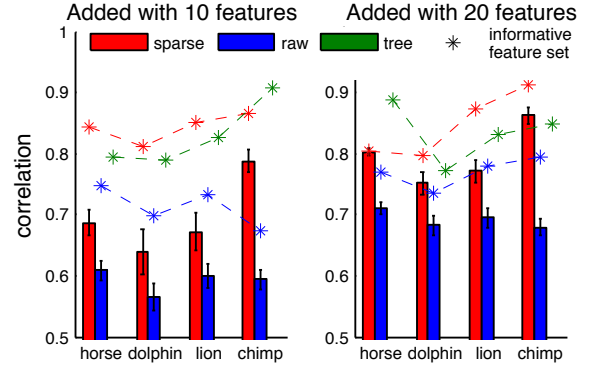 Added with 10 features Added with 20 features
1
sparse raw tree informative
feature set
0.9 0.9
0.8 0.8
0.7 0.7
0.6 0.6
0.5 0.5
correlation
horse dolphin lion chimp horse dolphin lion chimp